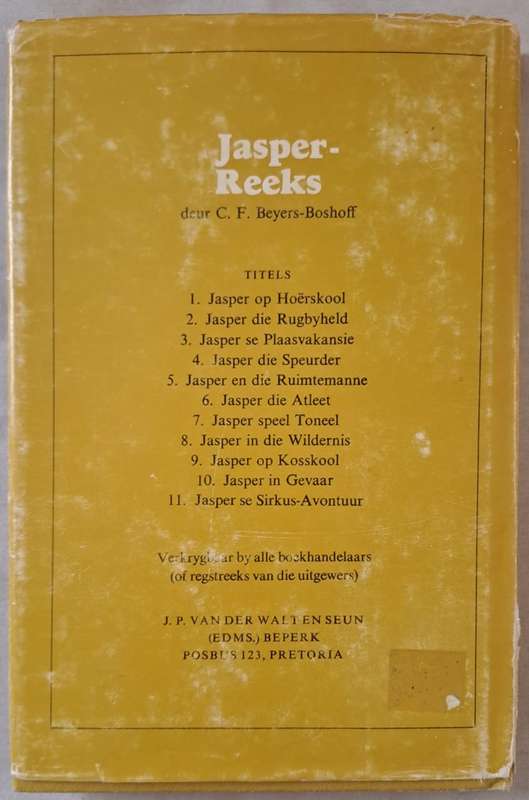 Jasper-
Reeks
deur C. F. Beyers-Boshoff
TITELS
1. Jasper op Hoërskool
2. Jasper die Rugbyheld
3. Jasper se Plaasvakansie
4. Jasper die Speurder
5. Jasper en die Ruimtemanne
6. Jasper die Atleet
7. Jasper speel Toneel
8. Jasper in die Wildernis
9. Jasper op Kosskool
10. Jasper in Gevaar
11. Jasper se Sirkus-Avontuur
Verkrygbaar by alle boekhandelaars
(of regstreeks van die uitgewers)
J. P. VAN DER WALT EN SEUN
(EDMS.) BEPERK
POSBUS 123, PRETORIA